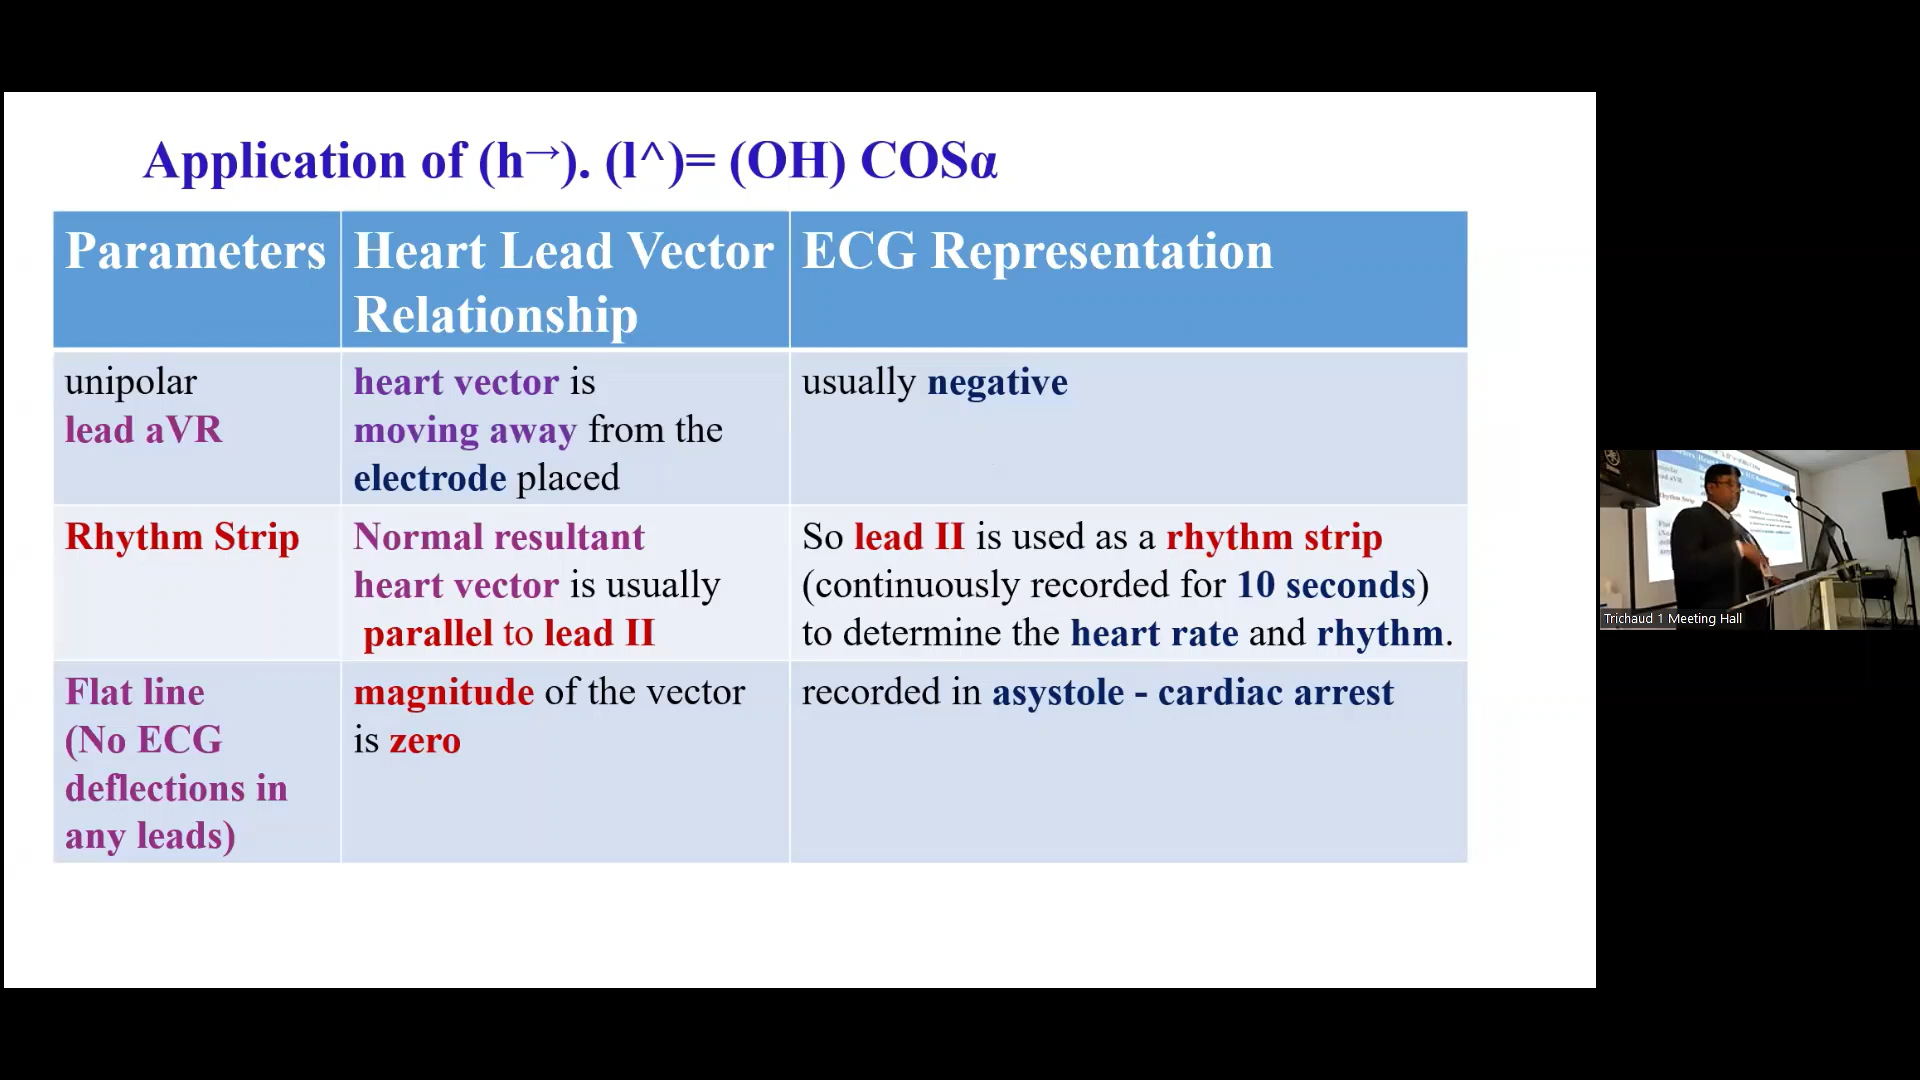 Application of (h→). (l^)= (OH) COSα
Parameters
Heart Lead Vector
Relationship
ECG Representation
unipolar
lead aVR
heart vector is
moving away from the
electrode placed
usually negative
Rhythm Strip
Normal resultant
heart vector is usually
parallel to lead II
So lead II is used as a rhythm strip
(continuously recorded for 10 seconds)
to determine the heart rate and rhythm.
Flat line
(No ECG
deflections in
any leads)
magnitude of the vector
is zero
recorded in asystole - cardiac arrest
Trichaud 1 Meeting Hall